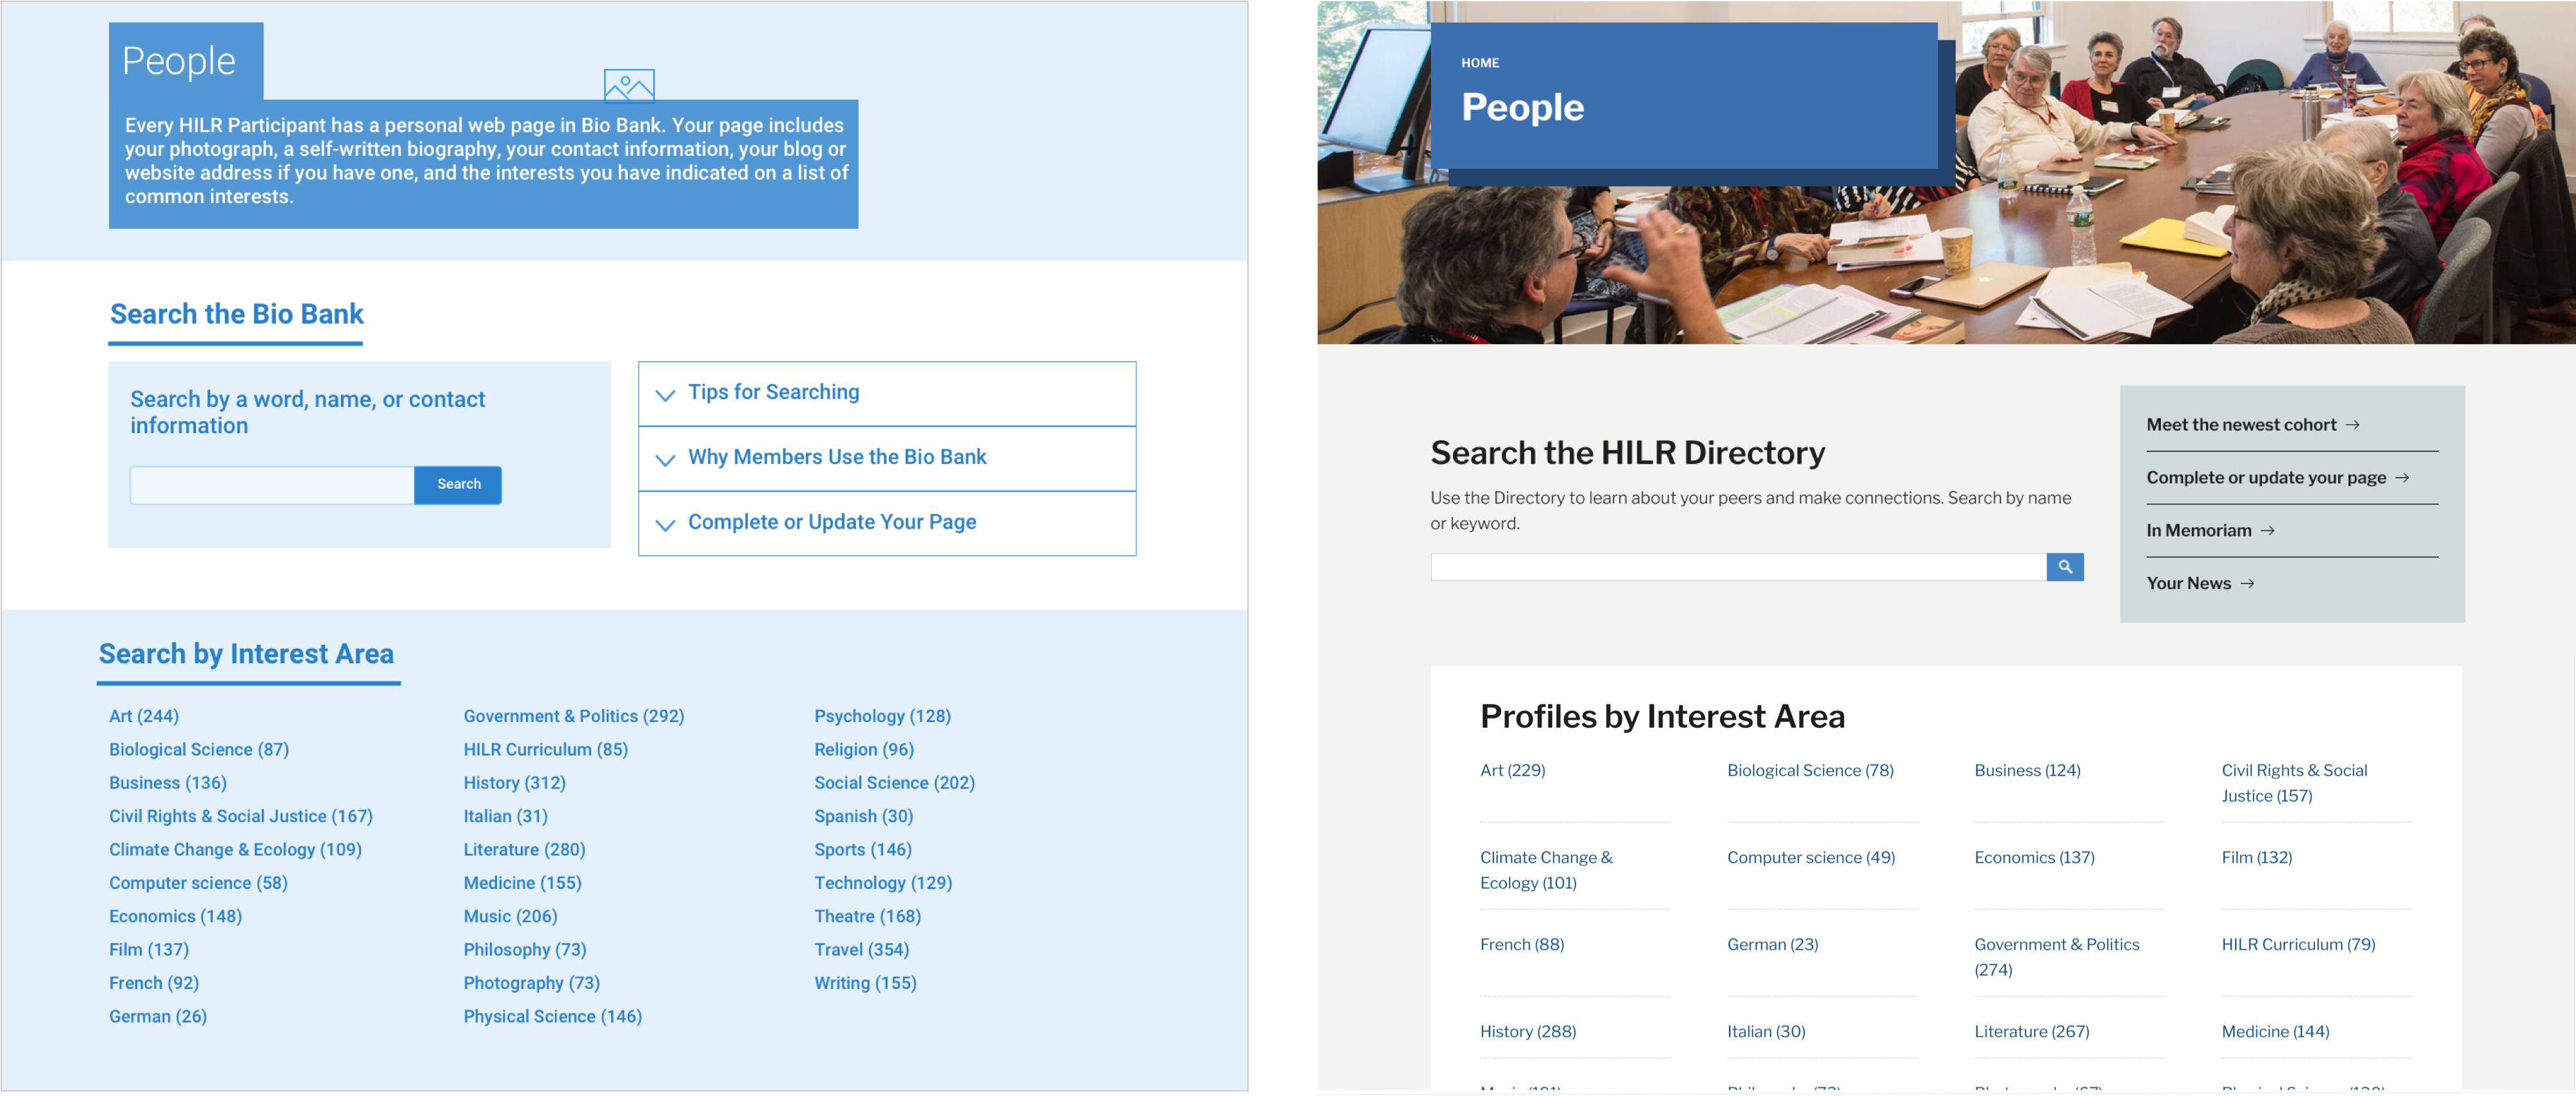 People
Every HILR Participant has a personal web page in Bio Bank. Your page includes
your photograph, a self-written biography, your contact information, your blog or
website address if you have one, and the interests you have indicated on a list of
common interests.
Search the Bio Bank
Search by a word, name, or contact
information
Search
Tips for Searching
Why Members Use the Bio Bank
Complete or Update Your Page
Search by Interest Area
Art (244)
Biological Science (87)
Business (136)
Civil Rights & Social Justice (167)
Climate Change & Ecology (109)
Computer science (58)
Economics (148)
Film (137)
French (92)
German (26)
Government & Politics (292)
HILR Curriculum (85)
History (312)
Italian (31)
Literature (280)
Medicine (155)
Music (206)
Philosophy (73)
Photography (73)
Physical Science (146)
Psychology (128)
Religion (96)
Social Science (202)
Spanish (30)
Sports (146)
Technology (129)
Theatre (168)
Travel (354)
Writing (155)
HOME
People
Search the HILR Directory
Use the Directory to learn about your peers and make connections. Search by name
or keyword.
Meet the newest cohort →
Complete or update your page →
In Memoriam →
Your News →
Profiles by Interest Area
Art (229)
Biological Science (78)
Business (124)
Civil Rights & Social
Justice (157)
Climate Change &
Ecology (101)
Computer science (49)
Economics (137)
Film (132)
French (88)
German (23)
Government & Politics
(274)
HILR Curriculum (79)
History (288)
Italian (30)
Literature (267)
Medicine (144)